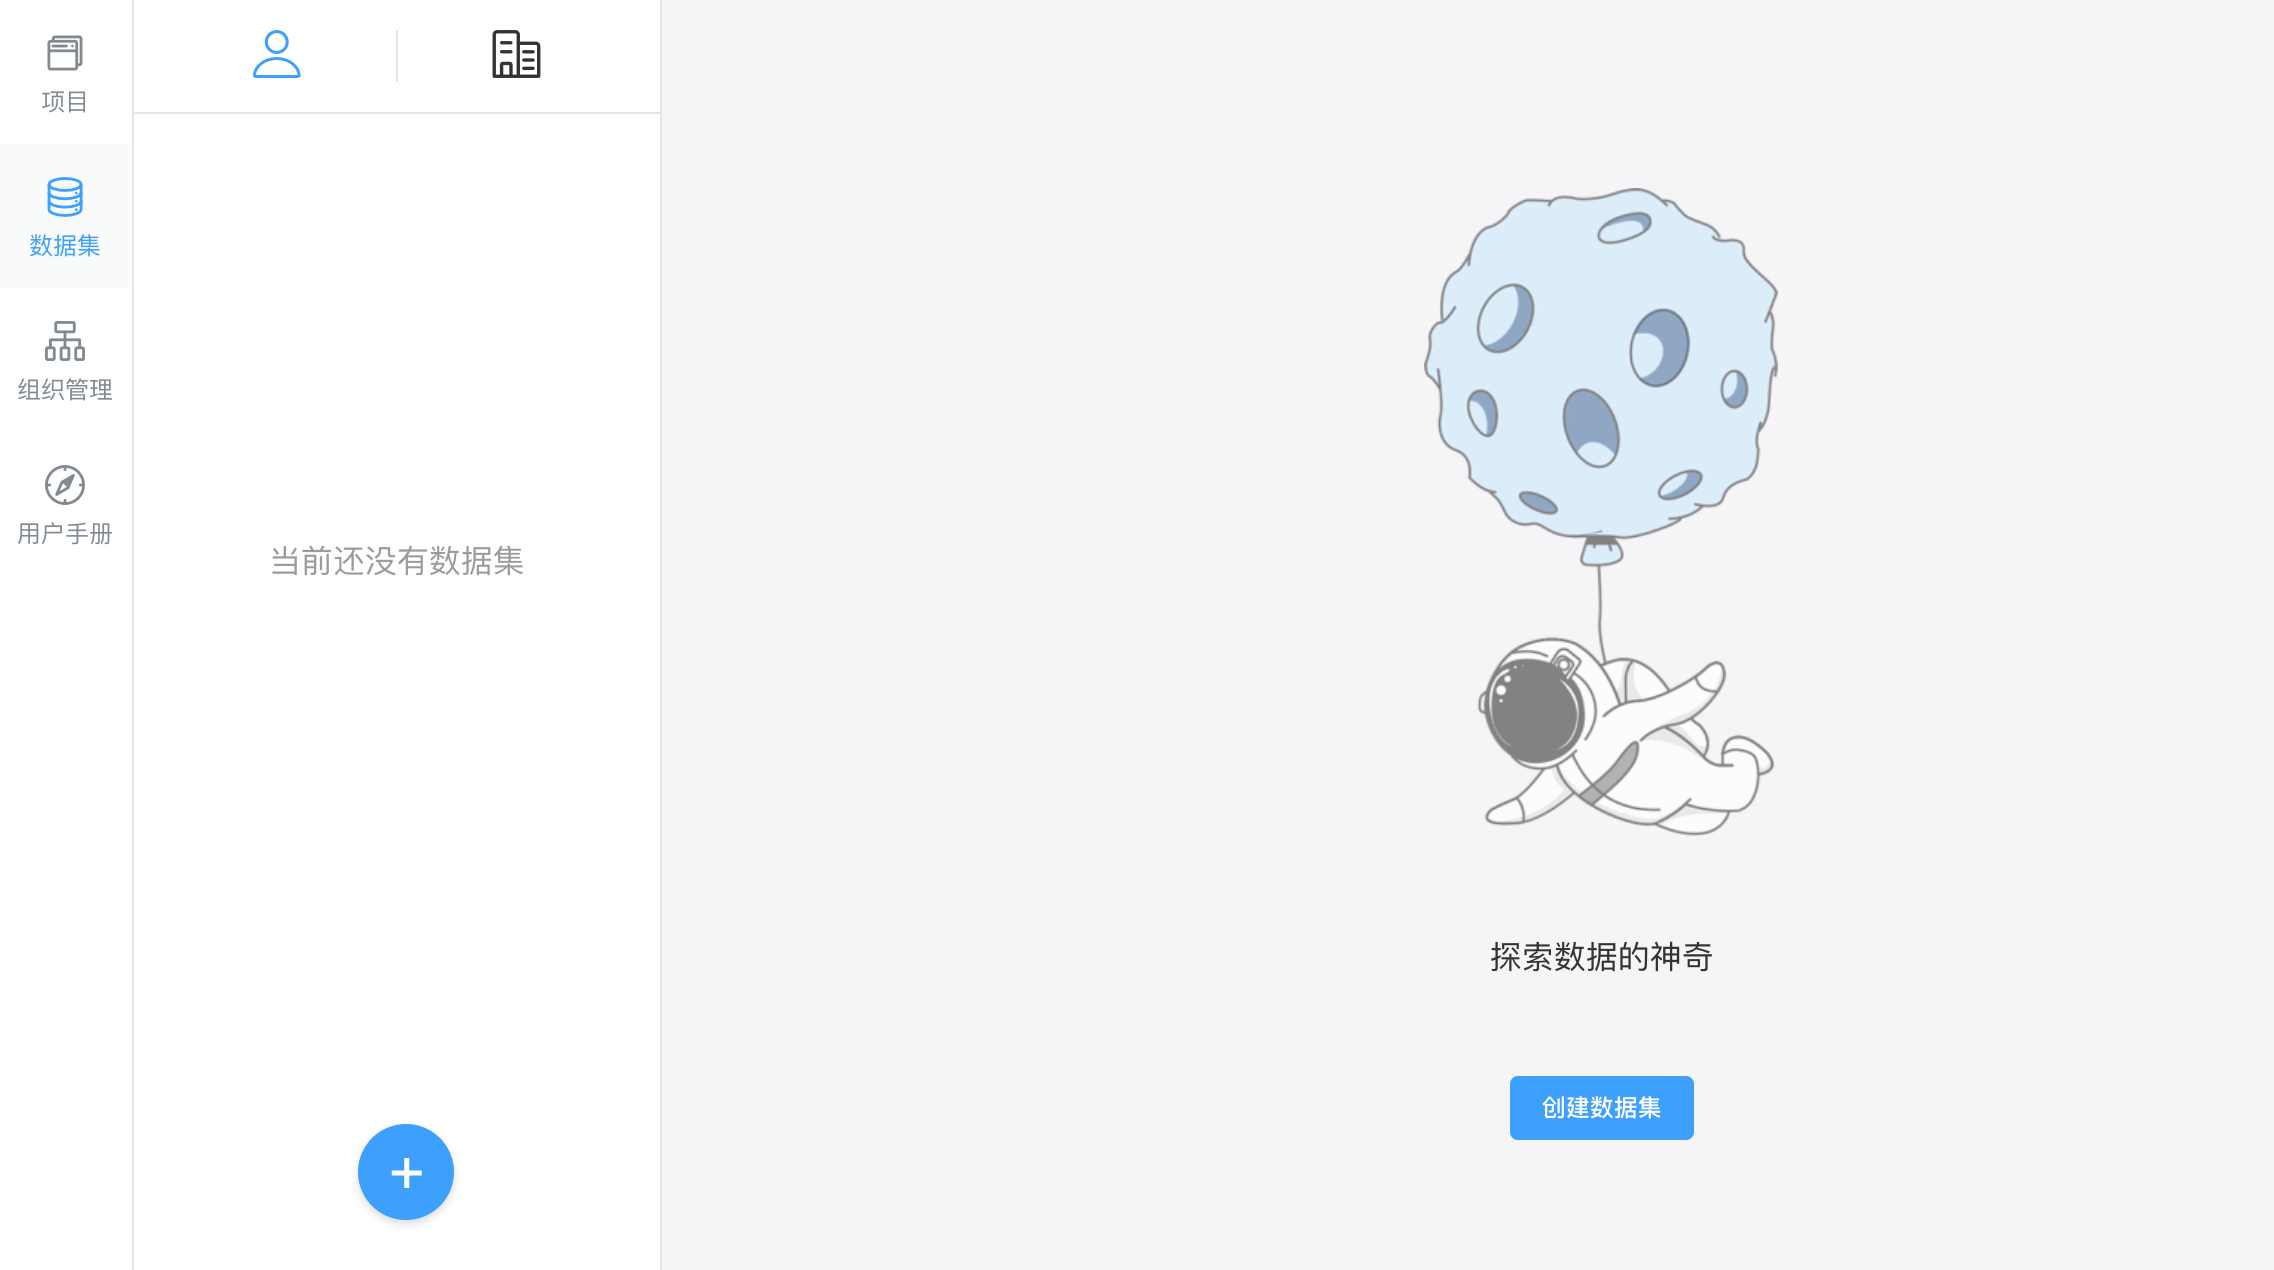 项目
数据集
组织管理
用户手册
当前还没有数据集
探索数据的神奇
创建数据集